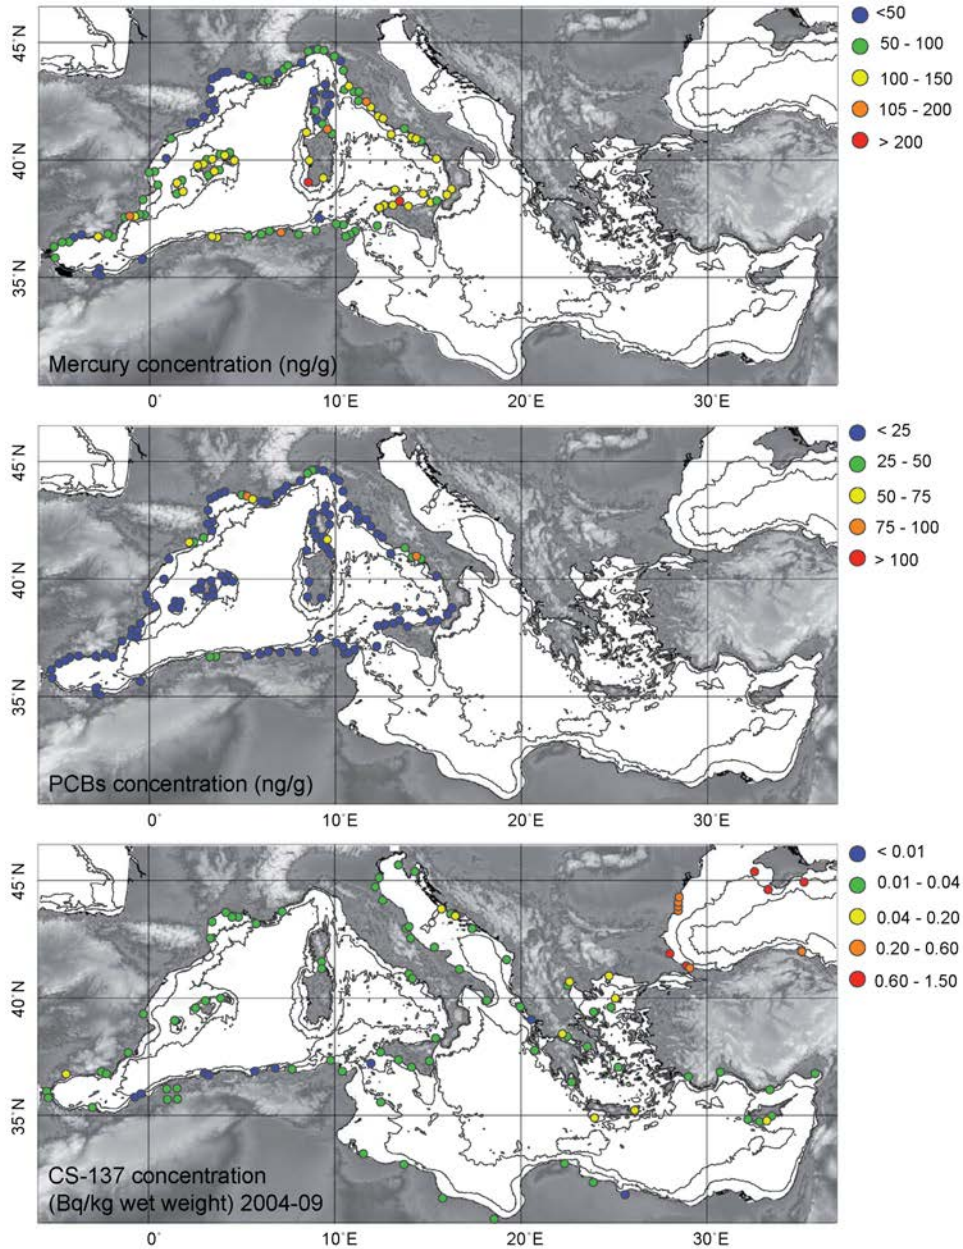 <50
50 - 100
100 - 150
105 - 200
> 200
45°N
40°N
35°N
Mercury concentration (ng/g)
0°
10°E
20°E
30°E
< 25
25 - 50
50 - 75
75 - 100
> 100
45°N
40°N
35°N
PCBs concentration (ng/g)
0°
10°E
20°E
30°E
< 0.01
0.01 - 0.04
0.04 - 0.20
0.20 - 0.60
0.60 - 1.50
45°N
40°N
35°N
CS-137 concentration
(Bq/kg wet weight) 2004-09
0°
10°E
20°E
30°E